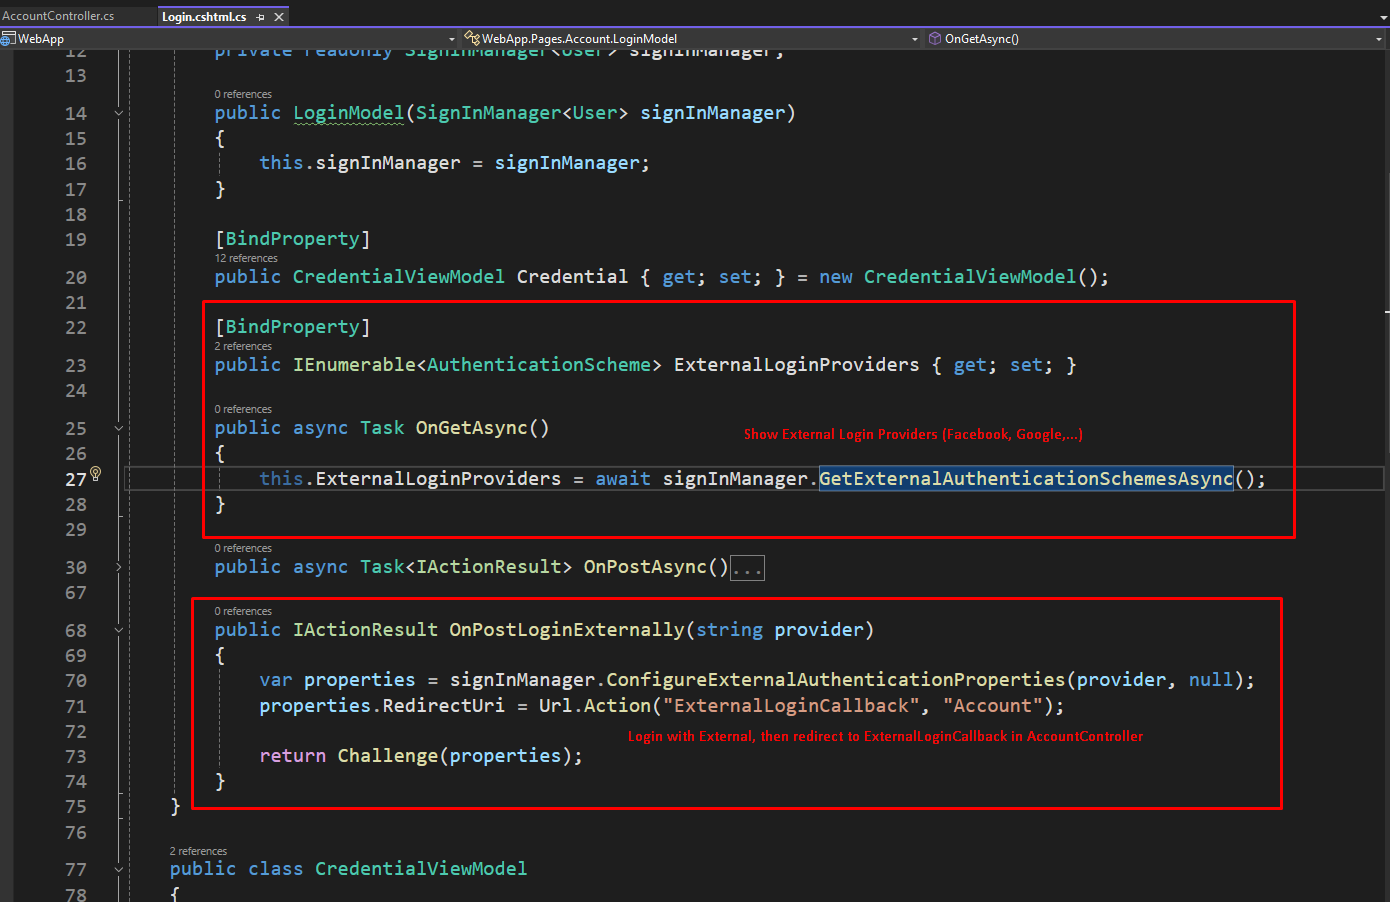 AccountController.cs
Login.cshtml.cs
WebApp
WebApp.Pages.Account.LoginModel
OnGetAsync()
12 private readonly SignInManager<User> signInManager;
13
0 references
14 public LoginModel(SignInManager<User> signInManager)
15 {
16 this.signInManager = signInManager;
17 }
18
19 [BindProperty]
12 references
20 public CredentialViewModel Credential { get; set; } = new CredentialViewModel();
21
22 [BindProperty]
2 references
23 public IEnumerable<AuthenticationScheme> ExternalLoginProviders { get; set; }
24
0 references
25 public async Task OnGetAsync()
Show External Login Providers (Facebook, Google,...)
26 {
27 this.ExternalLoginProviders = await signInManager.GetExternalAuthenticationSchemesAsync();
28 }
29
0 references
30 public async Task<IActionResult> OnPostAsync()...
67
0 references
68 public IActionResult OnPostLoginExternally(string provider)
69 {
70 var properties = signInManager.ConfigureExternalAuthenticationProperties(provider, null);
71 properties.RedirectUri = Url.Action("ExternalLoginCallback", "Account");
72
Login with External, then redirect to ExternalLoginCallback in AccountController
73 return Challenge(properties);
74 }
75 }
76
2 references
77 public class CredentialViewModel
78 {